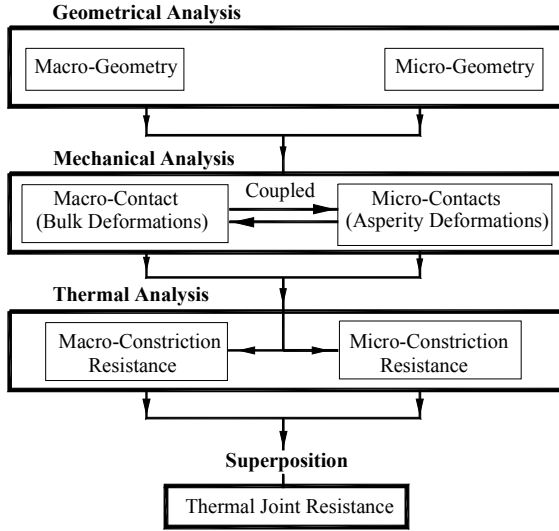 Geometrical Analysis
Macro-Geometry
Micro-Geometry
Mechanical Analysis
Macro-Contact
(Bulk Deformations)
Coupled
Micro-Contacts
(Asperity Deformations)
Thermal Analysis
Macro-Constriction
Resistance
Micro-Constriction
Resistance
Superposition
Thermal Joint Resistance